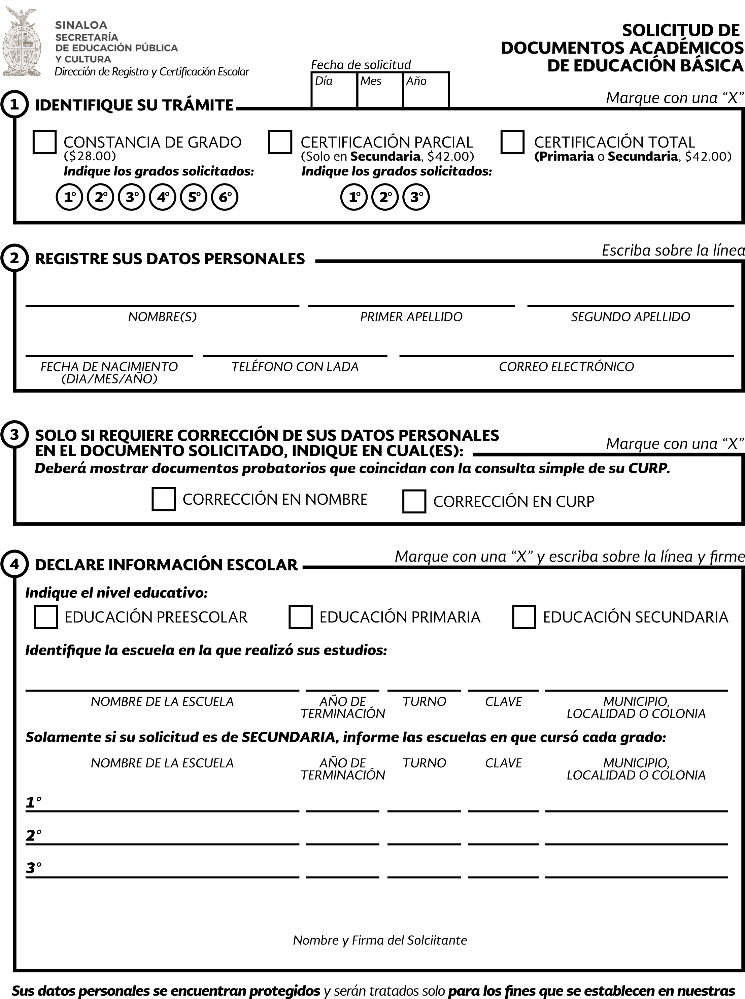 SINALOA
SECRETARÍA
DE EDUCACIÓN PÚBLICA
Y CULTURA
Dirección de Registro y Certificación Escolar
SOLICITUD DE
DOCUMENTOS ACADÉMICOS
DE EDUCACIÓN BÁSICA
Fecha de solicitud
Día Mes Año
1 IDENTIFIQUE SU TRÁMITE Marque con una “X”
CONSTANCIA DE GRADO CERTIFICACIÓN PARCIAL CERTIFICACIÓN TOTAL
($28.00) (Solo en Secundaria, $42.00) (Primaria o Secundaria, $42.00)
Indique los grados solicitados: Indique los grados solicitados:
1° 2° 3° 4° 5° 6° 1° 2° 3°
2 REGISTRE SUS DATOS PERSONALES Escriba sobre la línea
NOMBRE(S) PRIMER APELLIDO SEGUNDO APELLIDO
FECHA DE NACIMIENTO TELÉFONO CON LADA CORREO ELECTRÓNICO
(DIA/MES/AÑO)
3 SOLO SI REQUIERE CORRECCIÓN DE SUS DATOS PERSONALES
EN EL DOCUMENTO SOLICITADO, INDIQUE EN CUAL(ES): Marque con una “X”
Deberá mostrar documentos probatorios que coincidan con la consulta simple de su CURP.
CORRECCIÓN EN NOMBRE CORRECCIÓN EN CURP
4 DECLARE INFORMACIÓN ESCOLAR Marque con una “X” y escriba sobre la línea y firme
Indique el nivel educativo:
EDUCACIÓN PREESCOLAR EDUCACIÓN PRIMARIA EDUCACIÓN SECUNDARIA
Identifique la escuela en la que realizó sus estudios:
NOMBRE DE LA ESCUELA AÑO DE TURNO CLAVE MUNICIPIO,
TERMINACIÓN LOCALIDAD O COLONIA
Solamente si su solicitud es de SECUNDARIA, informe las escuelas en que cursó cada grado:
NOMBRE DE LA ESCUELA AÑO DE TURNO CLAVE MUNICIPIO,
TERMINACIÓN LOCALIDAD O COLONIA
1°
2°
3°
Nombre y Firma del Solciitante
Sus datos personales se encuentran protegidos y serán tratados solo para los fines que se establecen en nuestras